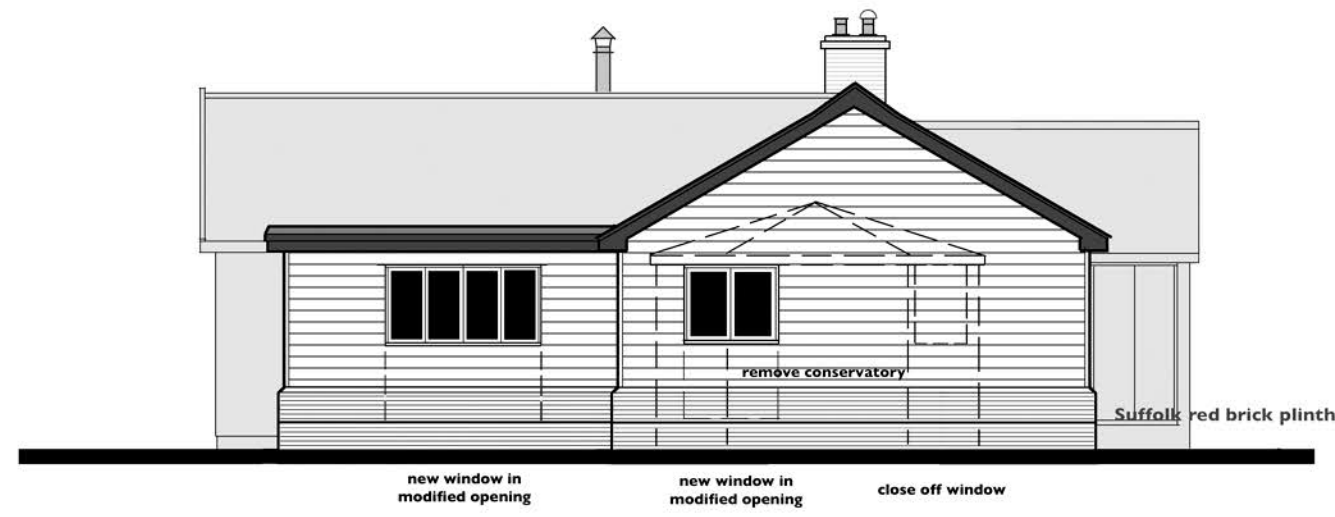 remove conservatory
Suffolk red brick plinth
new window in
modified opening
new window in
modified opening
close off window